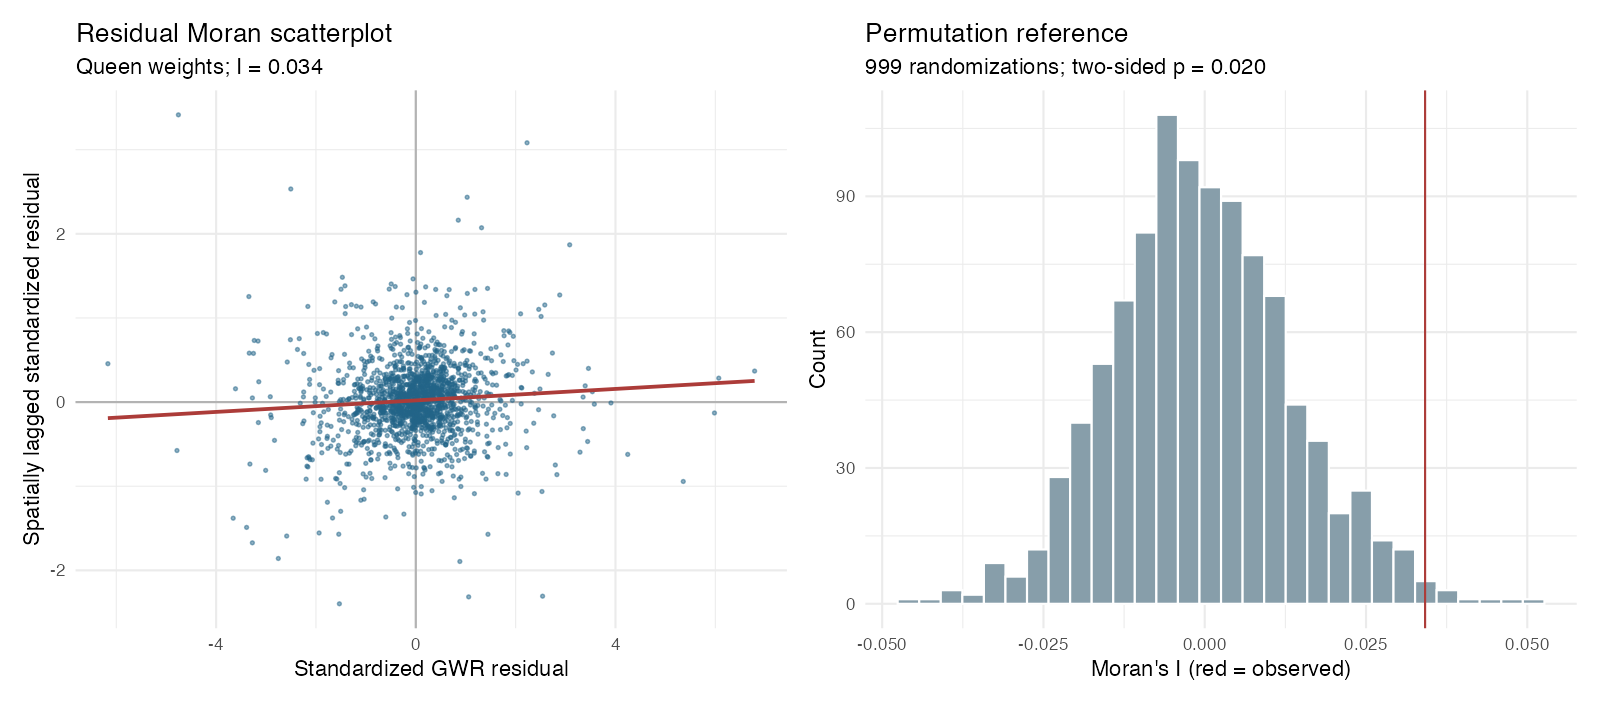 Residual Moran scatterplot
Queen weights; I = 0.034
2
0
-2
-4
0
4
Spatially lagged standardized residual
Standardized GWR residual
Permutation reference
999 randomizations; two-sided p = 0.020
90
60
30
0
-0.050
-0.025
0.000
0.025
0.050
Count
Moran's I (red = observed)